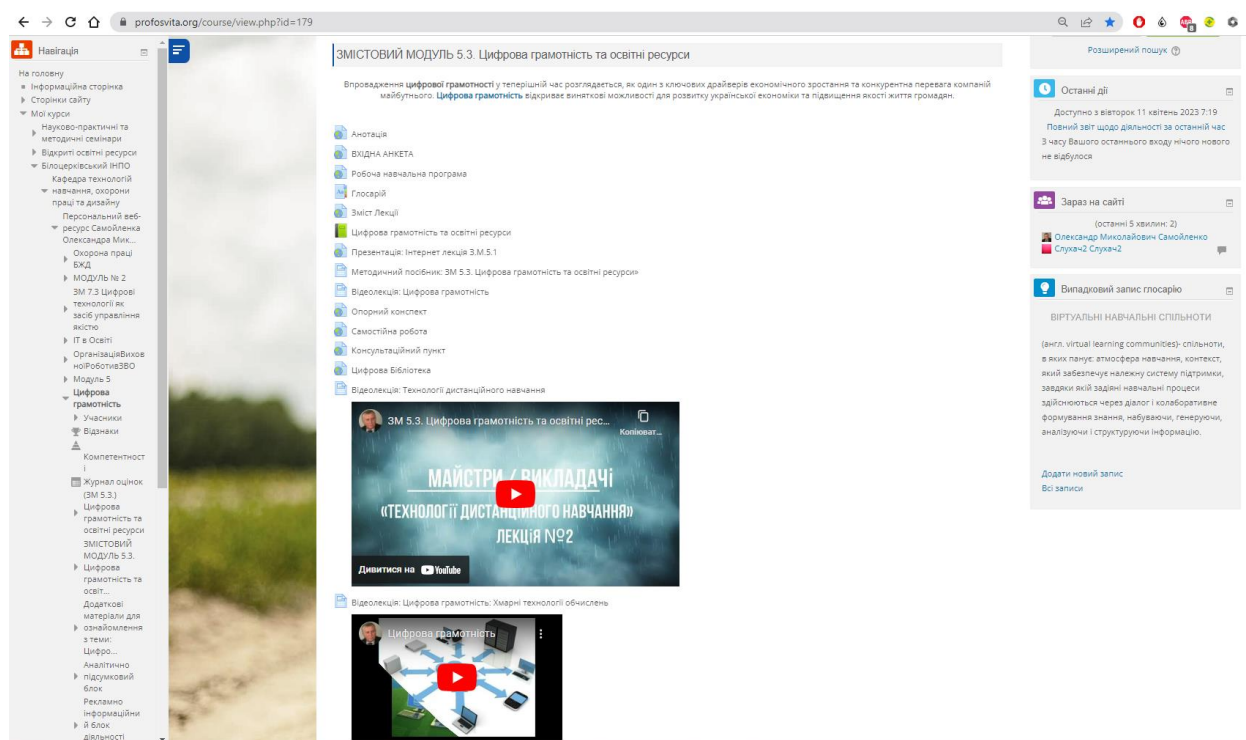 profosvita.org/course/view.php?id=179
Навігація
На головну
Інформаційна сторінка
Сторінки сайту
Мої курси
Науково-практичні та
методичні семінари
Відкриті освітні ресурси
Білоцерківський ІНПО
Кафедра технологій
навчання, охорони
праці та дизайну
Персональний веб-
ресурс Самойленка
Олександра Мик...
Охорона праці
БЖД
МОДУЛЬ № 2
ЗМ 7.3 Цифрові
технології як
засіб управління
якістю
ІТ в Освіті
ОрганізаціяВихов
ноїРоботивЗВО
Модуль 5
Цифрова
грамотність
Учасники
Відзнаки
Компетентност
і
Журнал оцінок
(ЗМ 5.3.)
Цифрова
грамотність та
освітні ресурси
ЗМІСТОВИЙ
МОДУЛЬ 5.3.
Цифрова
грамотність та
освіт...
Додаткові
матеріали для
ознайомлення
з теми:
Цифро...
Аналітично
підсумковий
блок
Рекламно
інформаційни
й блок
діяльності
ЗМІСТОВИЙ МОДУЛЬ 5.3. Цифрова грамотність та освітні ресурси
Впровадження цифрової грамотності у теперішній час розглядається, як один з ключових драйверів економічного зростання та конкурентна перевага компаній
майбутнього. Цифрова грамотність відкриває виняткові можливості для розвитку української економіки та підвищення якості життя громадян.
Анотація
ВХІДНА АНКЕТА
Робоча навчальна програма
Глосарій
Зміст Лекції
Цифрова грамотність та освітні ресурси
Презентація: Інтернет лекція З.М.5.1
Методичний посібник: ЗМ 5.3. Цифрова грамотність та освітні ресурси»
Відеолекція: Цифрова грамотність
Опорний конспект
Самостійна робота
Консультаційний пункт
Цифрова Бібліотека
Відеолекція: Технології дистанційного навчання
ЗМ 5.3. Цифрова грамотність та освітні рес...
Копіюват...
МАЙСТРИ / ВИКЛАДАЧі
«ТЕХНОЛОГІЇ ДИСТАНЦІЙНОГО НАВЧАННЯ»
ЛЕКЦІЯ №2
Дивитися на YouTube
Відеолекція: Цифрова грамотність: Хмарні технології обчислень
Цифрова грамотність
Розширений пошук
Останні дії
Доступно з вівторок 11 квітень 2023 7:19
Повний звіт щодо діяльності за останній час
З часу Вашого останнього входу нічого нового
не відбулося
Зараз на сайті
(останні 5 хвилин: 2)
Олександр Миколайович Самойленко
Слухач2 Слухач2
Випадковий запис глосарію
ВІРТУАЛЬНІ НАВЧАЛЬНІ СПІЛЬНОТИ
(англ. virtual learning communities)- спільноти,
в яких панує: атмосфера навчання, контекст,
який забезпечує належну систему підтримки,
завдяки якій задіяні навчальні процеси
здійснюються через діалог і колаборативне
формування знання, набуваючи, генеруючи,
аналізуючи і структуруючи інформацію.
Додати новий запис
Всі записи